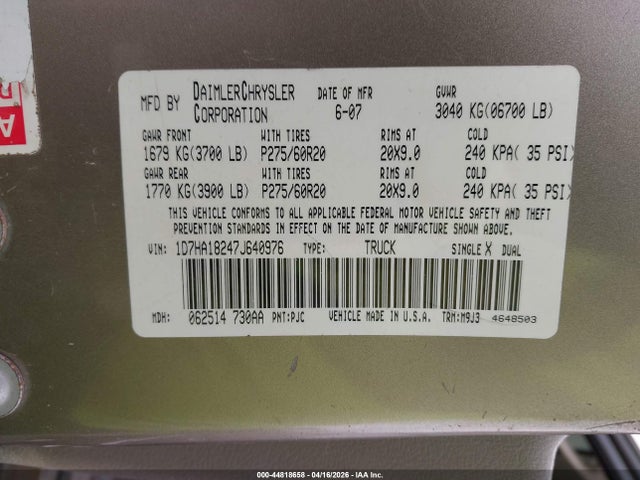 MFD BY DAIMLERCHRYSLER CORPORATION
DATE OF MFR 6-07
GVWR 3040 KG(06700 LB)
GAWR FRONT WITH TIRES RIMS AT COLD
1679 KG(3700 LB) P275/60R20 20X9.0 240 KPA( 35 PSI)
GAWR REAR WITH TIRES RIMS AT COLD
1770 KG(3900 LB) P275/60R20 20X9.0 240 KPA( 35 PSI)
THIS VEHICLE CONFORMS TO ALL APPLICABLE FEDERAL MOTOR VEHICLE SAFETY AND THEFT
PREVENTION STANDARDS IN EFFECT ON THE DATE OF MANUFACTURE SHOWN ABOVE.
VIN: 1D7HA18247J640976 TYPE: TRUCK SINGLE X DUAL
MDH: 062514 730AA PNT:PJC VEHICLE MADE IN U.S.A. TRM:M9J3 4648503
000-44818658 - 04/16/2026 - IAA Inc.